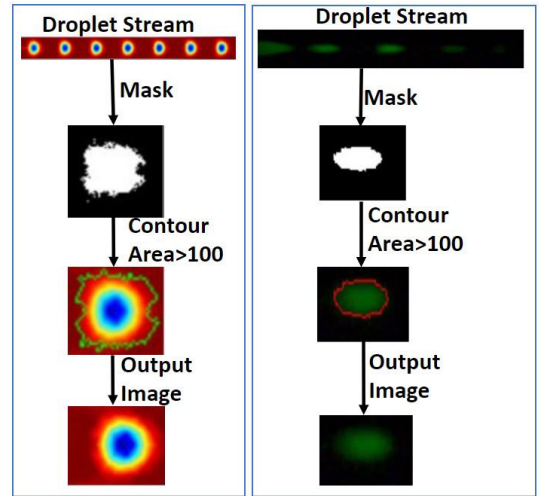 Droplet Stream
Mask
Contour
Area>100
Output
Image
Droplet Stream
Mask
Contour
Area>100
Output
Image